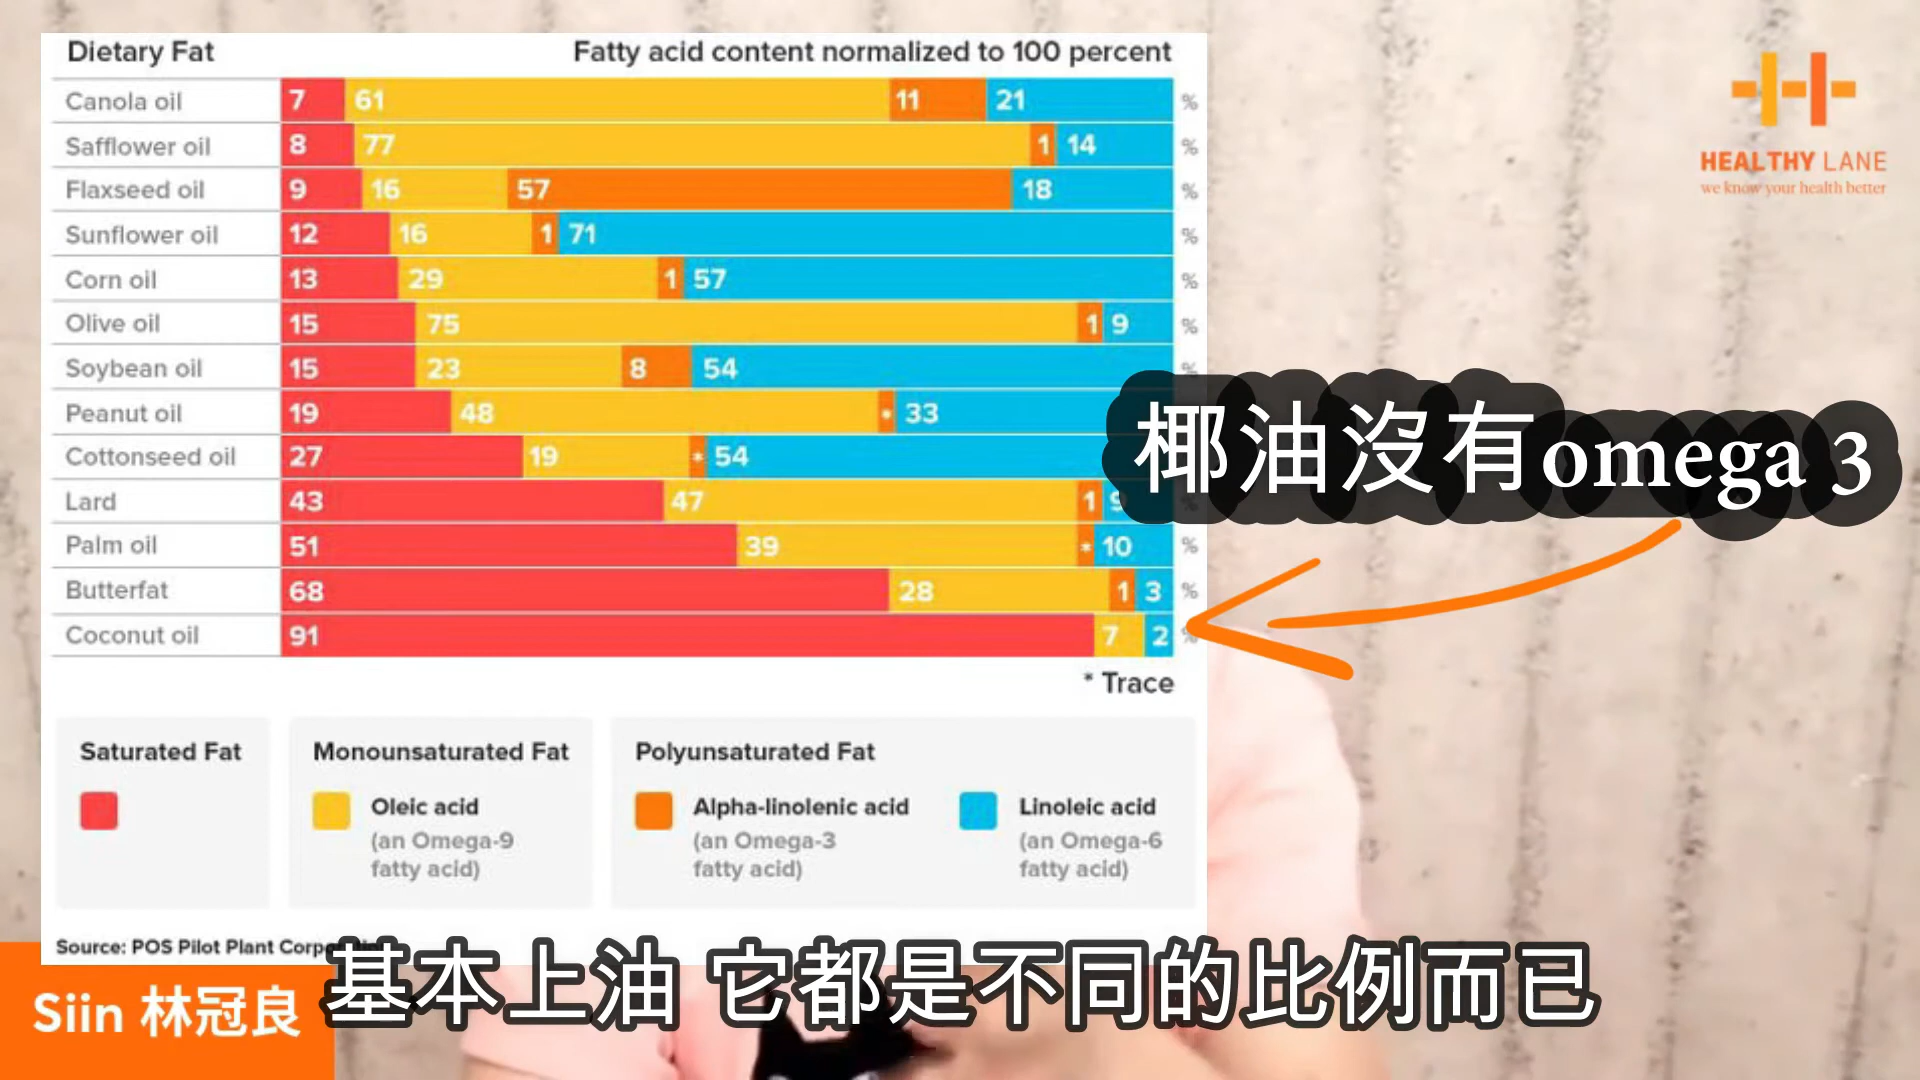 Dietary Fat Fatty acid content normalized to 100 percent
Canola oil 7 61 11 21 %
Safflower oil 8 77 1 14 %
Flaxseed oil 9 16 57 18 %
Sunflower oil 12 16 1 71 %
Corn oil 13 29 1 57 %
Olive oil 15 75 1 9 %
Soybean oil 15 23 8 54 %
Peanut oil 19 48 * 33
Cottonseed oil 27 19 * 54
Lard 43 47 1 9
Palm oil 51 39 * 10 %
Butterfat 68 28 1 3 %
Coconut oil 91 7 2 %
* Trace
Saturated Fat
Monounsaturated Fat
Oleic acid
(an Omega-9
fatty acid)
Polyunsaturated Fat
Alpha-linolenic acid
(an Omega-3
fatty acid)
Linoleic acid
(an Omega-6
fatty acid)
Source: POS Pilot Plant
HEALTHY LANE
we know your health better
椰油沒有omega 3
基本上油 它都是不同的比例而已
Siin 林冠良